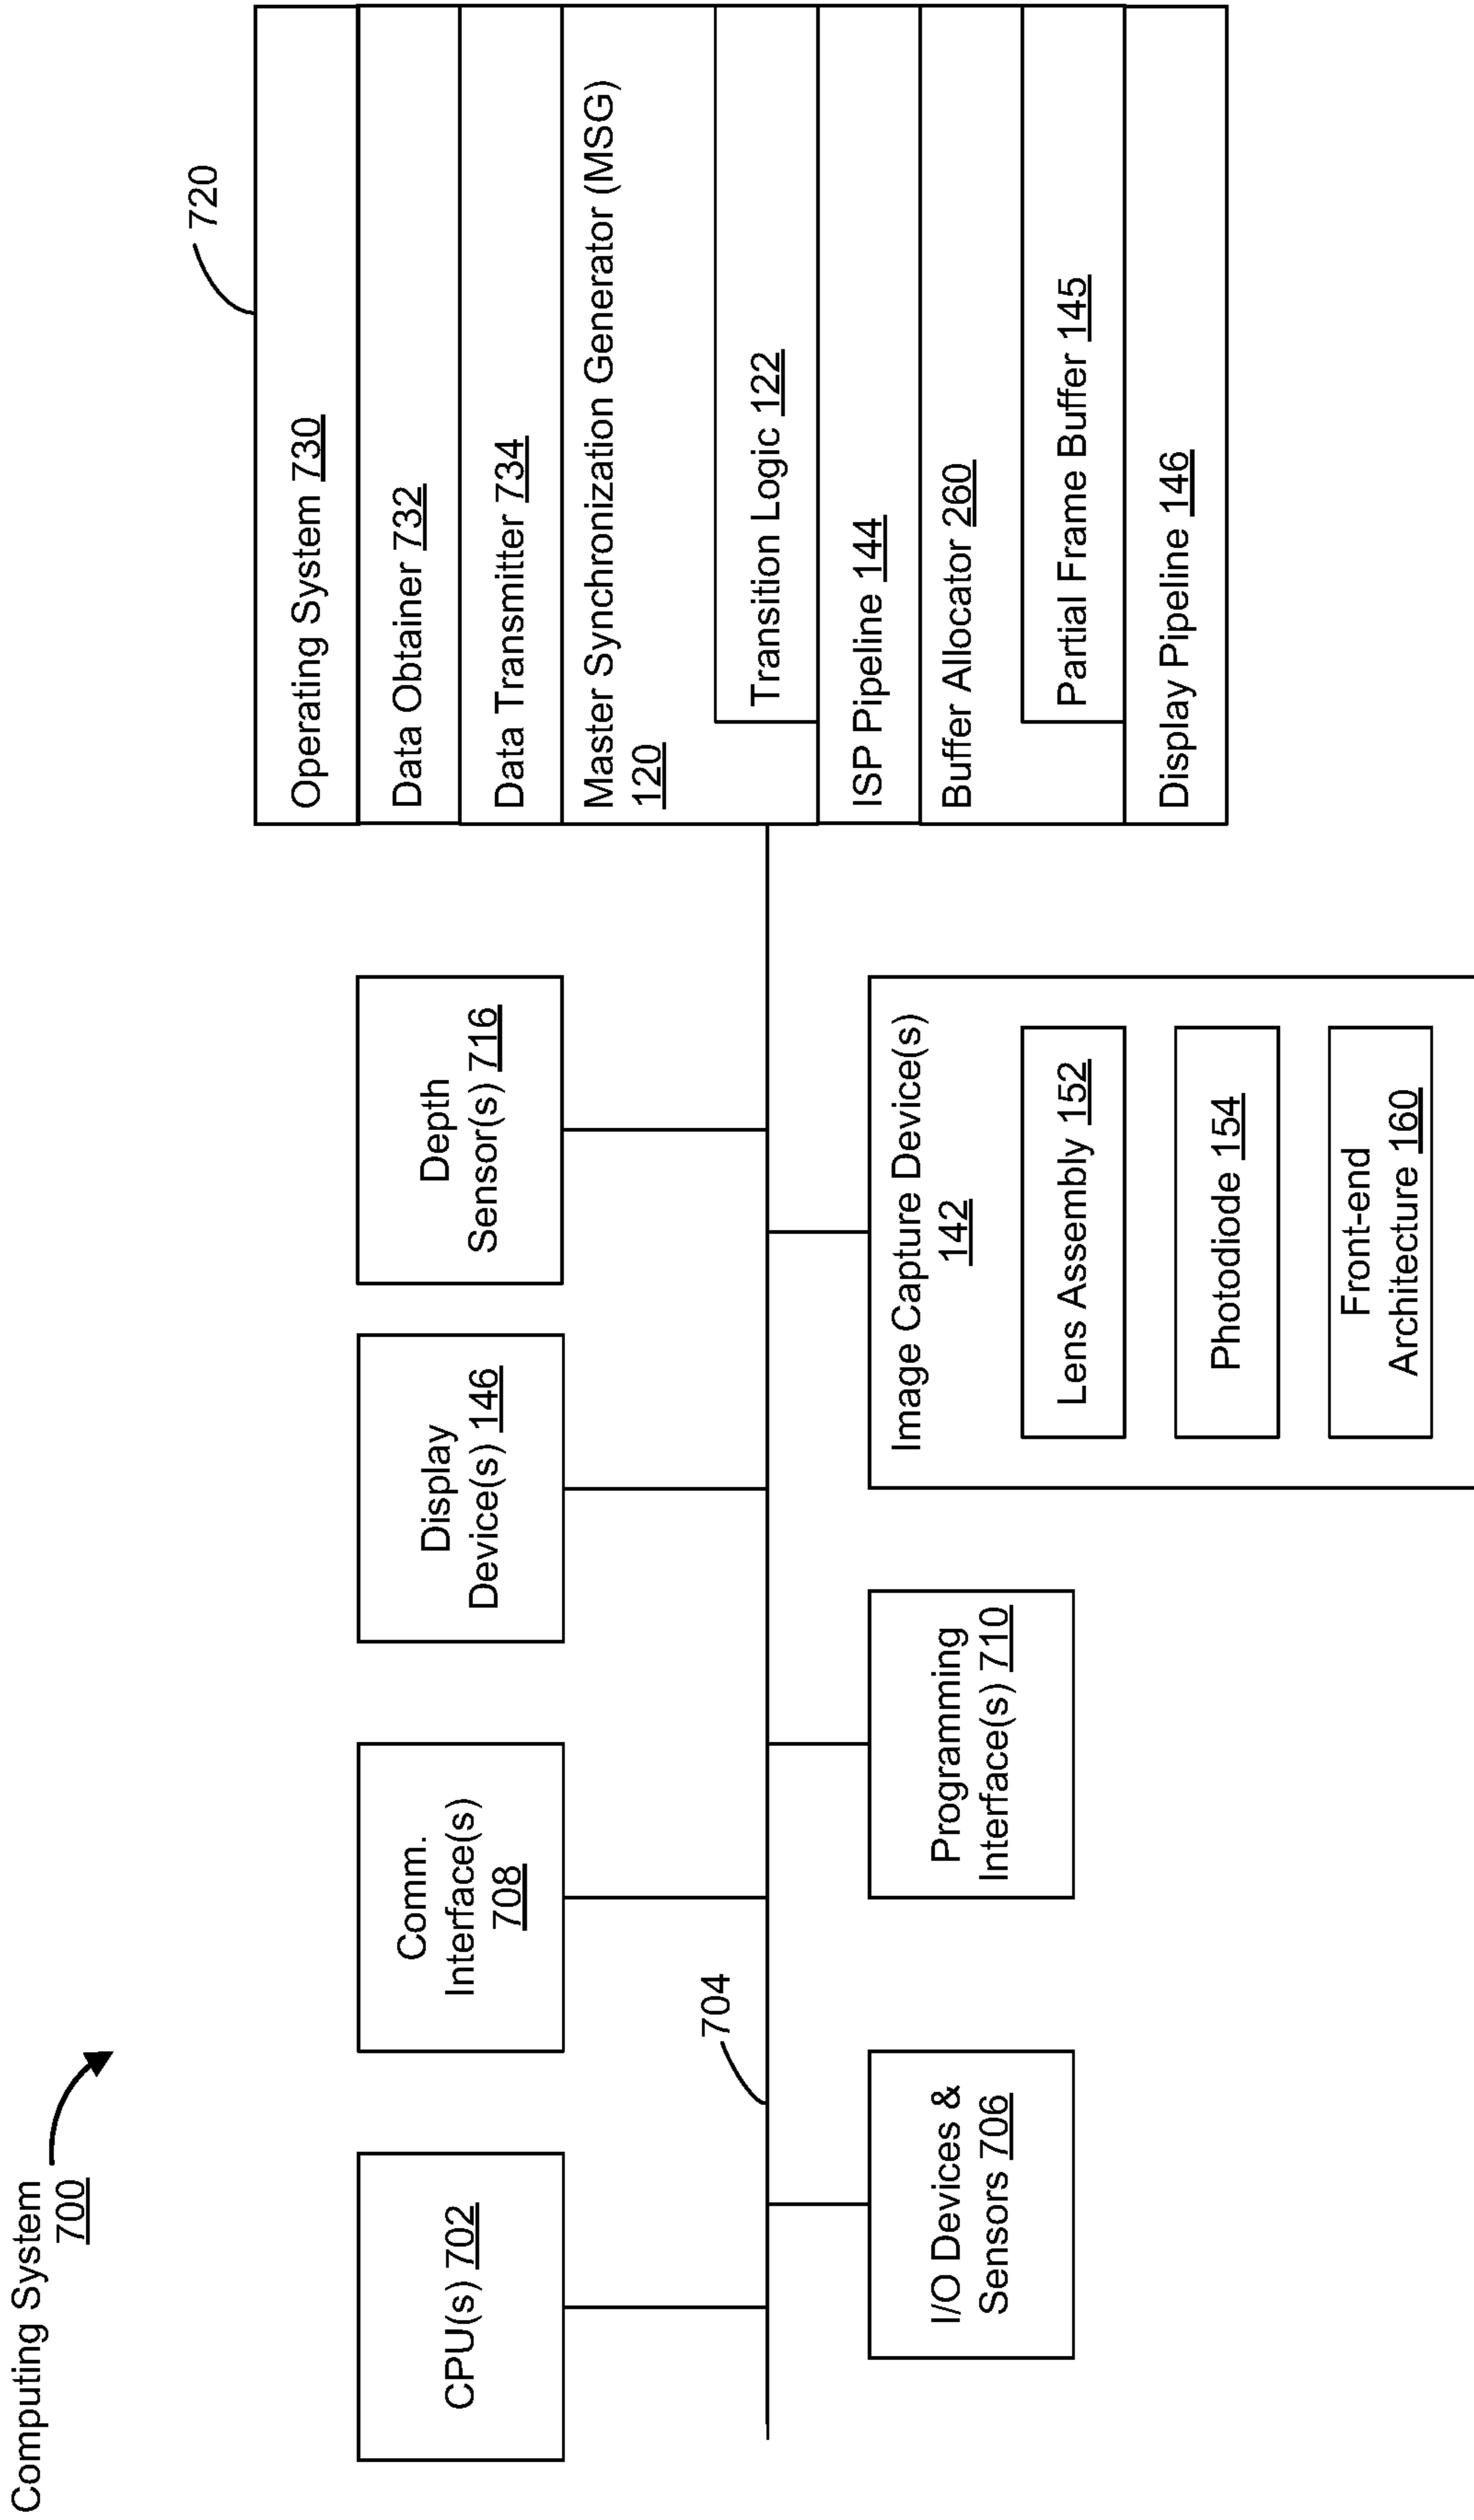 Computing System
700
CPU(s) 702
Comm.
Interface(s)
708
Display
Device(s) 146
Depth
Sensor(s) 716
704
I/O Devices &
Sensors 706
Programming
Interface(s) 710
Image Capture Device(s)
142
Lens Assembly 152
Photodiode 154
Front-end
Architecture 160
720
Operating System 730
Data Obtainer 732
Data Transmitter 734
Master Synchronization Generator (MSG)
120
Transition Logic 122
ISP Pipeline 144
Buffer Allocator 260
Partial Frame Buffer 145
Display Pipeline 146